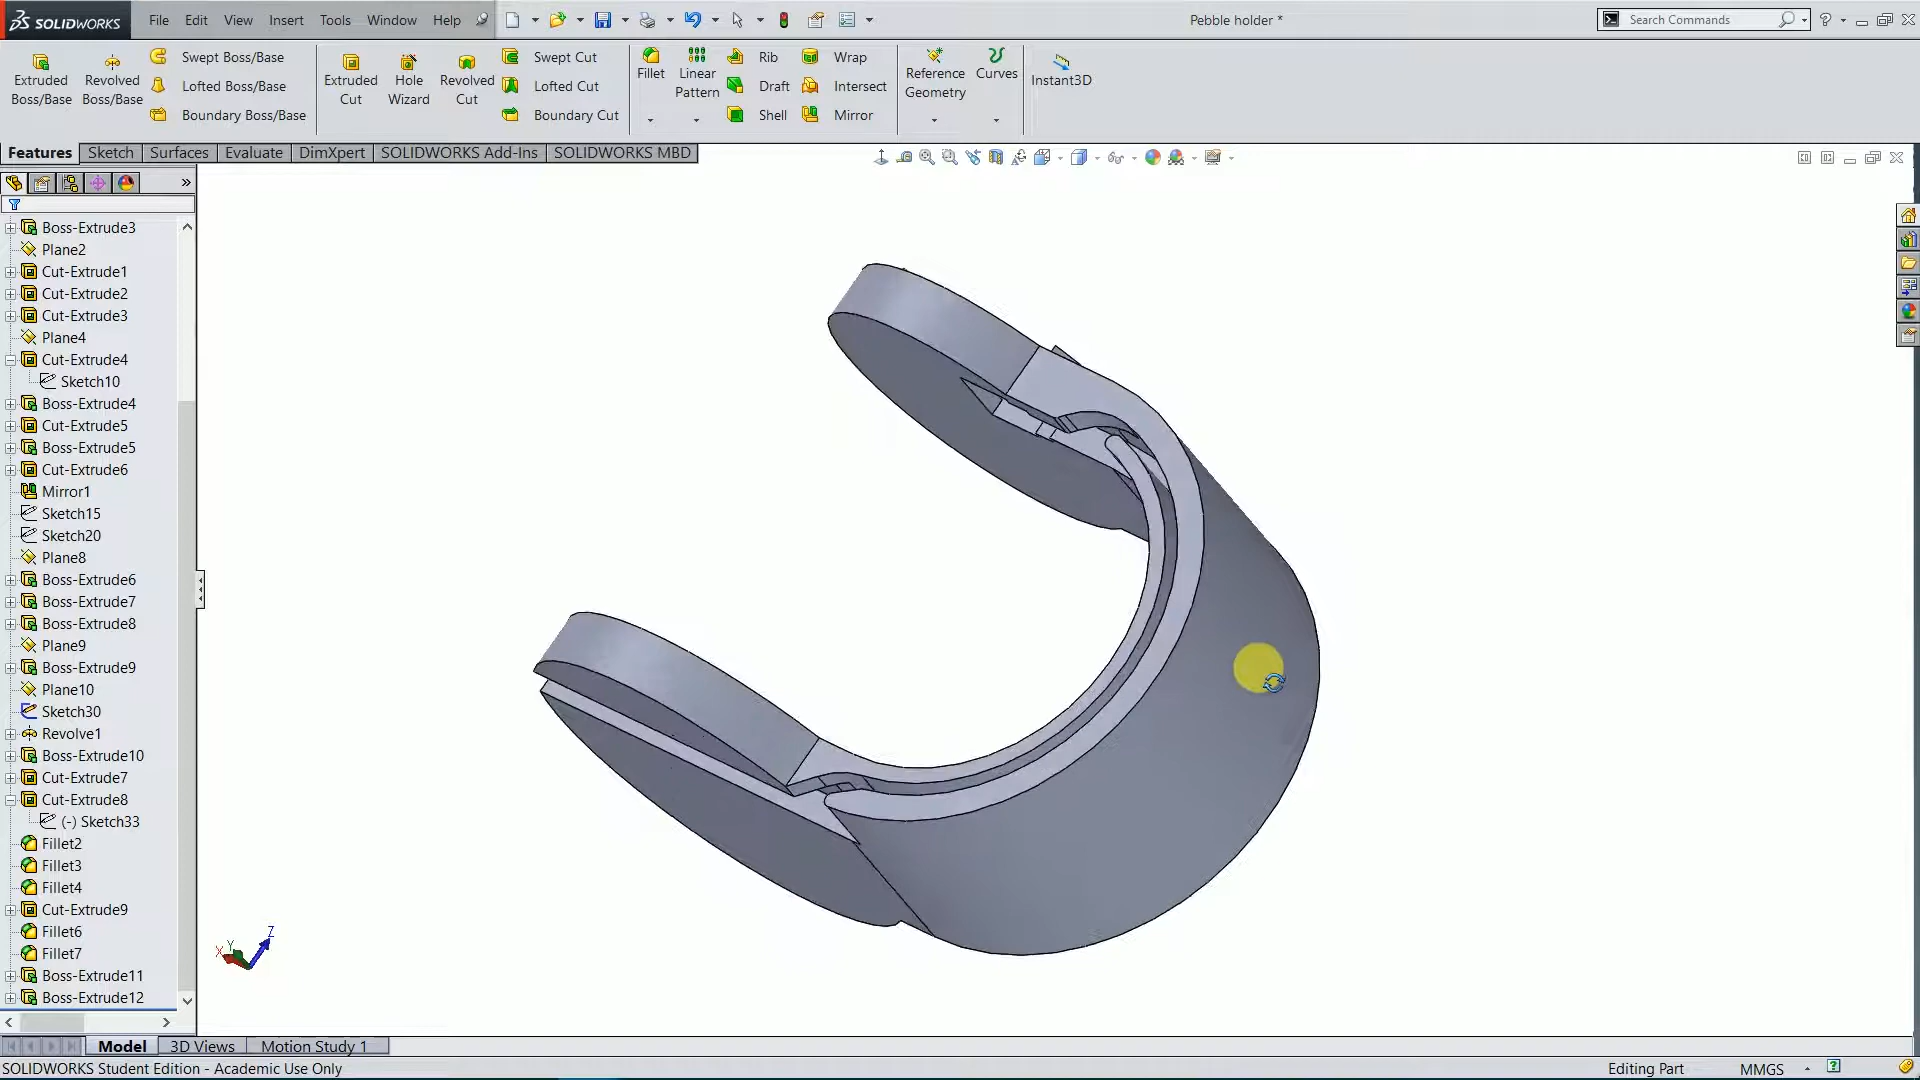 SOLIDWORKS File Edit View Insert Tools Window Help Pebble holder * Search Commands
Extruded Boss/Base
Revolved Boss/Base
Swept Boss/Base
Lofted Boss/Base
Boundary Boss/Base
Extruded Cut
Hole Wizard
Revolved Cut
Swept Cut
Lofted Cut
Boundary Cut
Fillet
Linear Pattern
Rib
Draft
Shell
Wrap
Intersect
Mirror
Reference Geometry
Curves
Instant3D
Features Sketch Surfaces Evaluate DimXpert SOLIDWORKS Add-Ins SOLIDWORKS MBD
Boss-Extrude3
Plane2
Cut-Extrude1
Cut-Extrude2
Cut-Extrude3
Plane4
Cut-Extrude4
Sketch10
Boss-Extrude4
Cut-Extrude5
Boss-Extrude5
Cut-Extrude6
Mirror1
Sketch15
Sketch20
Plane8
Boss-Extrude6
Boss-Extrude7
Boss-Extrude8
Plane9
Boss-Extrude9
Plane10
Sketch30
Revolve1
Boss-Extrude10
Cut-Extrude7
Cut-Extrude8
(-) Sketch33
Fillet2
Fillet3
Fillet4
Cut-Extrude9
Fillet6
Fillet7
Boss-Extrude11
Boss-Extrude12
X Y Z
Model 3D Views Motion Study 1
SOLIDWORKS Student Edition - Academic Use Only Editing Part MMGS